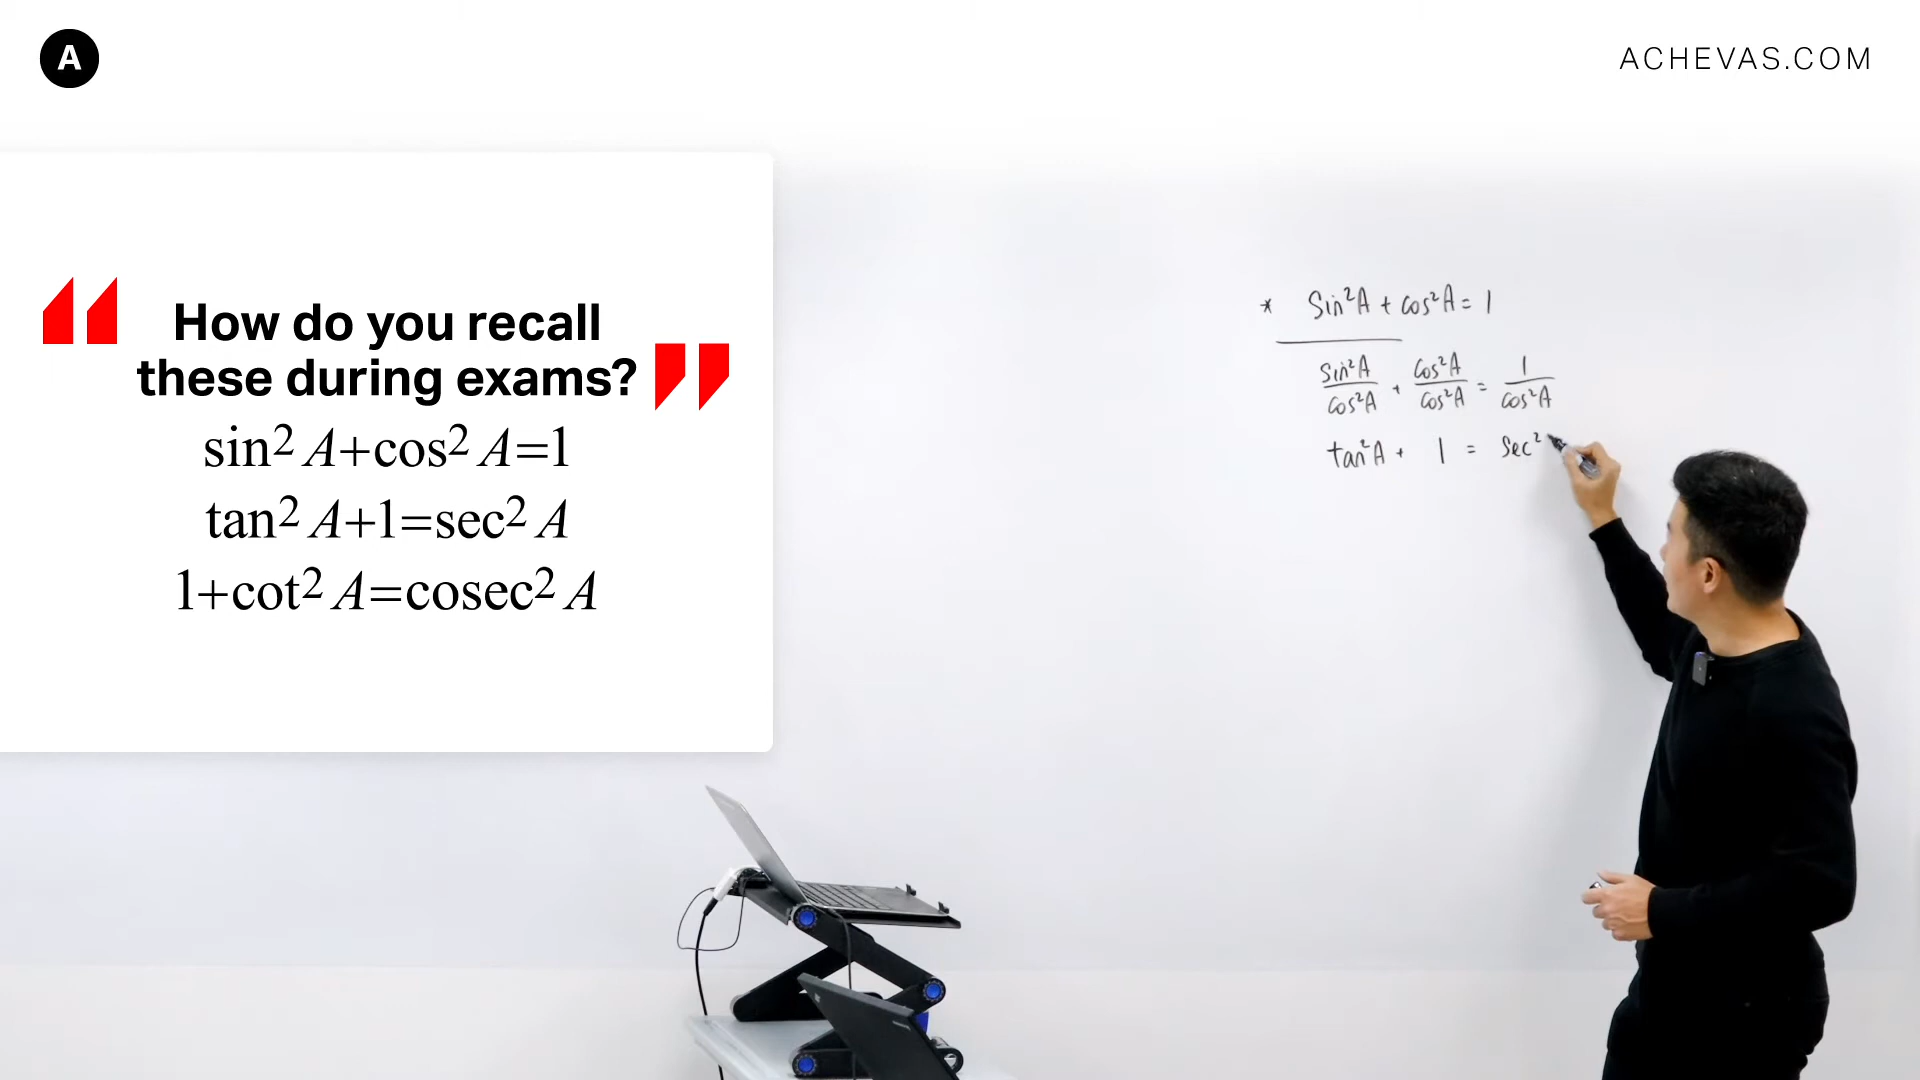 A
ACHEVAS.COM
“How do you recall
these during exams?”
sin² A+cos² A=1
tan² A+1=sec² A
1+cot² A=cosec² A
* Sin²A + cos²A = 1
Sin²A/cos²A + cos²A/cos²A = 1/cos²A
tan²A + 1 = Sec²